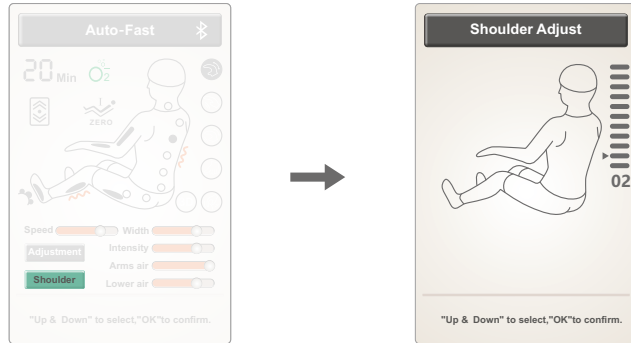 Auto-Fast
20 Min O2
ZERO
Speed Width
Adjustment Intensity
Arms air
Shoulder Lower air
"Up & Down" to select,"OK"to confirm.
Shoulder Adjust
02
"Up & Down" to select,"OK"to confirm.